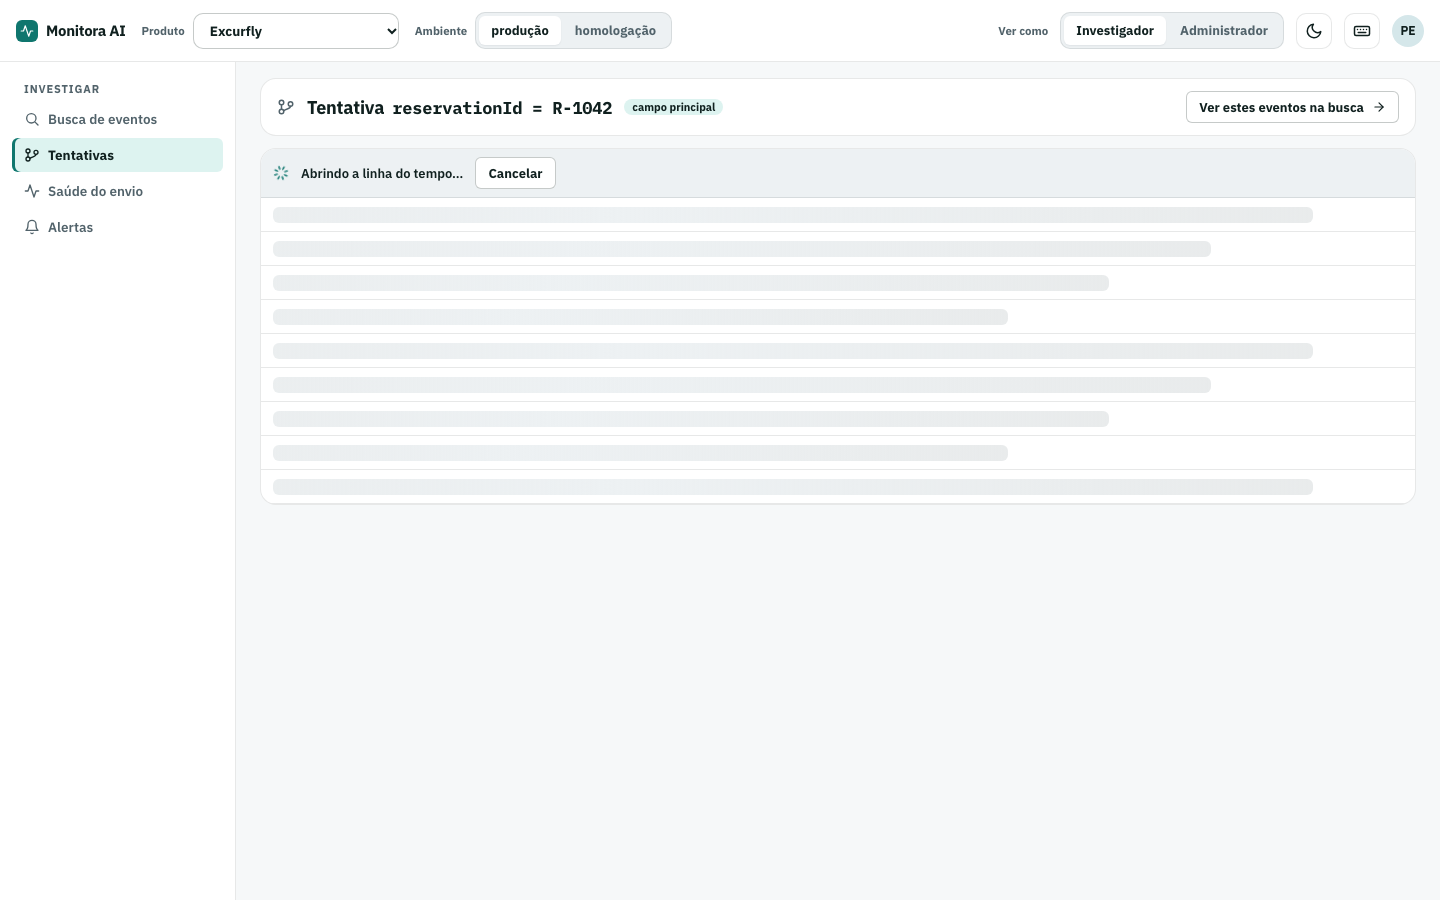 Monitora AI
Produto
Excurfly
Ambiente
produção
homologação
Ver como
Investigador
Administrador
PE
INVESTIGAR
Busca de eventos
Tentativas
Saúde do envio
Alertas
Tentativa reservationId = R-1042
campo principal
Ver estes eventos na busca
Abrindo a linha do tempo…
Cancelar